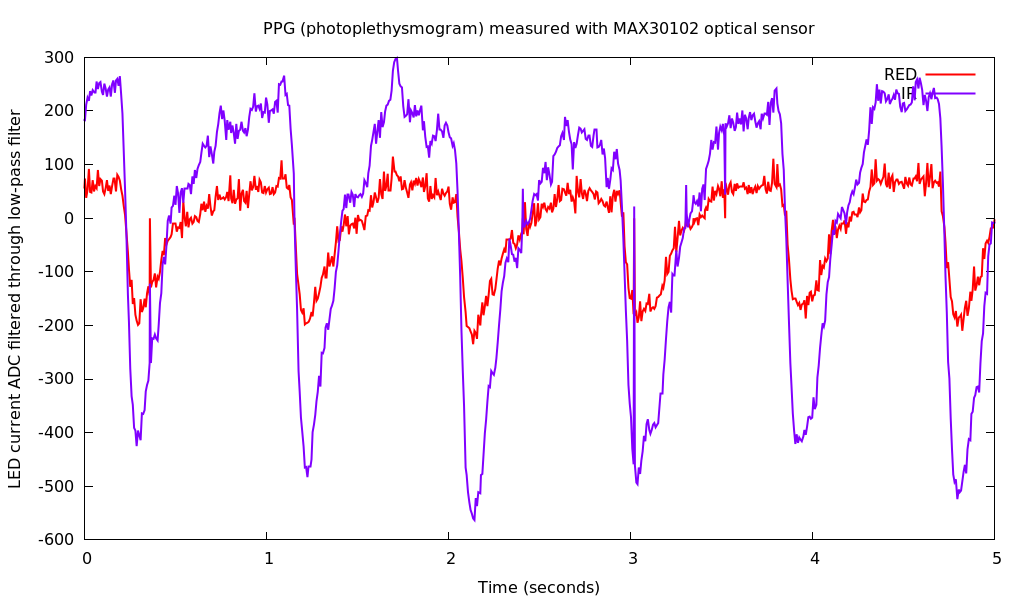 PPG (photoplethysmogram) measured with MAX30102 optical sensor
LED current ADC filtered through low-pass filter
300
200
100
0
-100
-200
-300
-400
-500
-600
RED
IR
0 1 2 3 4 5
Time (seconds)